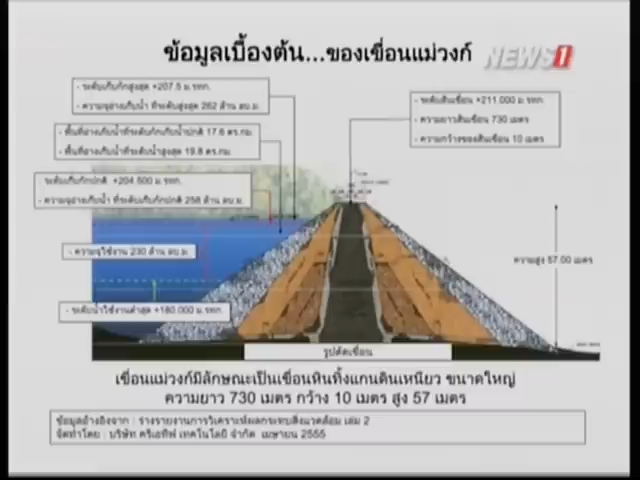 ข้อมูลเบื้องต้น...ของเขื่อนแม่วงก์
NEWS1
- ระดับเก็บกักสูงสุด +207.5 ม.รทก.
- ความจุอ่างเก็บน้ำ ที่ระดับสูงสุด 262 ล้าน ลบ.ม.
- ระดับสันเขื่อน +211.000 ม.รทก.
- ความยาวสันเขื่อน 730 เมตร
- ความกว้างของสันเขื่อน 10 เมตร
- พื้นที่อ่างเก็บน้ำที่ระดับกักเก็บน้ำปกติ 17.6 ตร.กม.
- พื้นที่อ่างเก็บน้ำที่ระดับน้ำสูงสุด 19.8 ตร.กม.
ระดับเก็บกักปกติ +204.500 ม.รทก.
- ความจุอ่างเก็บน้ำ ที่ระดับเก็บกักปกติ 258 ล้าน ลบ.ม.
- ความจุใช้งาน 230 ล้าน ลบ.ม.
ความสูง 57.00 เมตร
- ระดับน้ำใช้งานต่ำสุด +180.000 ม.รทก.
รูปตัดเขื่อน
เขื่อนแม่วงก์มีลักษณะเป็นเขื่อนหินทิ้งแกนดินเหนียว ขนาดใหญ่
ความยาว 730 เมตร กว้าง 10 เมตร สูง 57 เมตร
ข้อมูลอ้างอิงจาก : ร่างรายงานการวิเคราะห์ผลกระทบสิ่งแวดล้อม เล่ม 2
จัดทำโดย : บริษัท ครีเอทีฟ เทคโนโลยี จำกัด เมษายน 2555